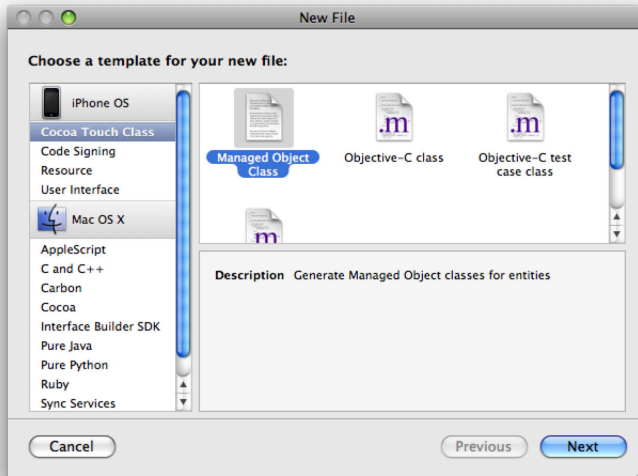 New File
Choose a template for your new file:
iPhone OS
Cocoa Touch Class
Code Signing
Resource
User Interface
Mac OS X
AppleScript
C and C++
Carbon
Cocoa
Interface Builder SDK
Pure Java
Pure Python
Ruby
Sync Services
Managed Object
Class
.m
Objective-C class
.m
Objective-C test
case class
m
Description Generate Managed Object classes for entities
Cancel
Previous
Next